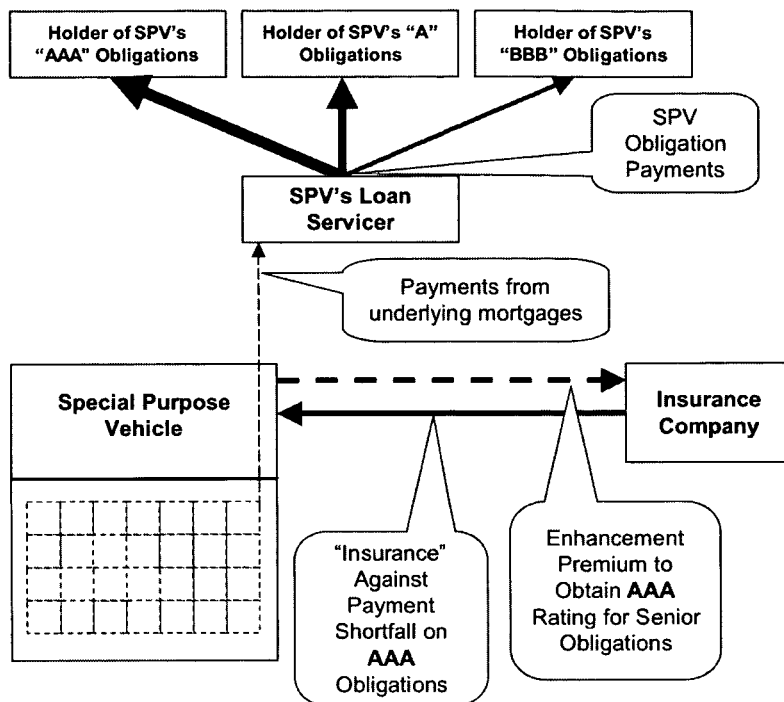 Holder of SPV's
“AAA” Obligations
Holder of SPV's “A”
Obligations
Holder of SPV's
“BBB” Obligations
SPV
Obligation
Payments
SPV's Loan
Servicer
Payments from
underlying mortgages
Special Purpose
Vehicle
Insurance
Company
“Insurance”
Against
Payment
Shortfall on
AAA
Obligations
Enhancement
Premium to
Obtain AAA
Rating for Senior
Obligations